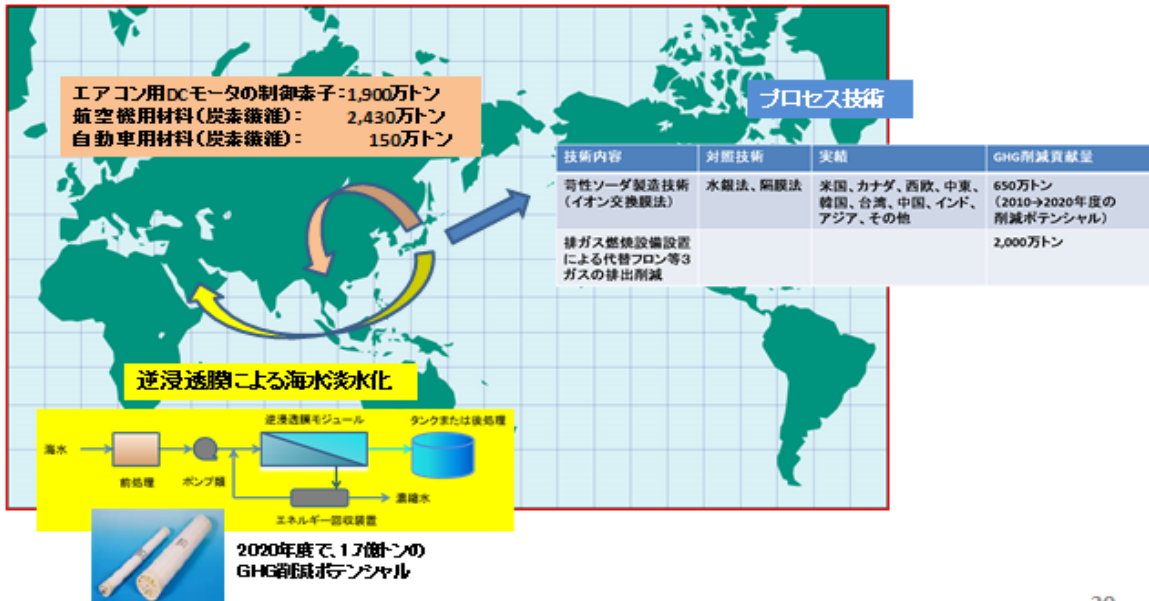 エアコン用DCモータの制御素子:1,900万トン
航空機用材料(炭素繊維): 2,430万トン
自動車用材料(炭素繊維): 150万トン
プロセス技術
技術内容 対照技術 実績 GHG削減貢献量
苛性ソーダ製造技術 水銀法、隔膜法 米国、カナダ、西欧、中東、 650万トン
(イオン交換膜法) 韓国、台湾、中国、インド、 (2010→2020年度の
アジア、その他 削減ポテンシャル)
排ガス燃焼設備設置 2,000万トン
による代替フロン等3
ガスの排出削減
逆浸透膜による海水淡水化
逆浸透膜モジュール タンクまたは後処理
海水
前処理 ポンプ類 濃縮水
エネルギー回収装置
2020年度で、1.7億トンの
GHG削減ポテンシャル